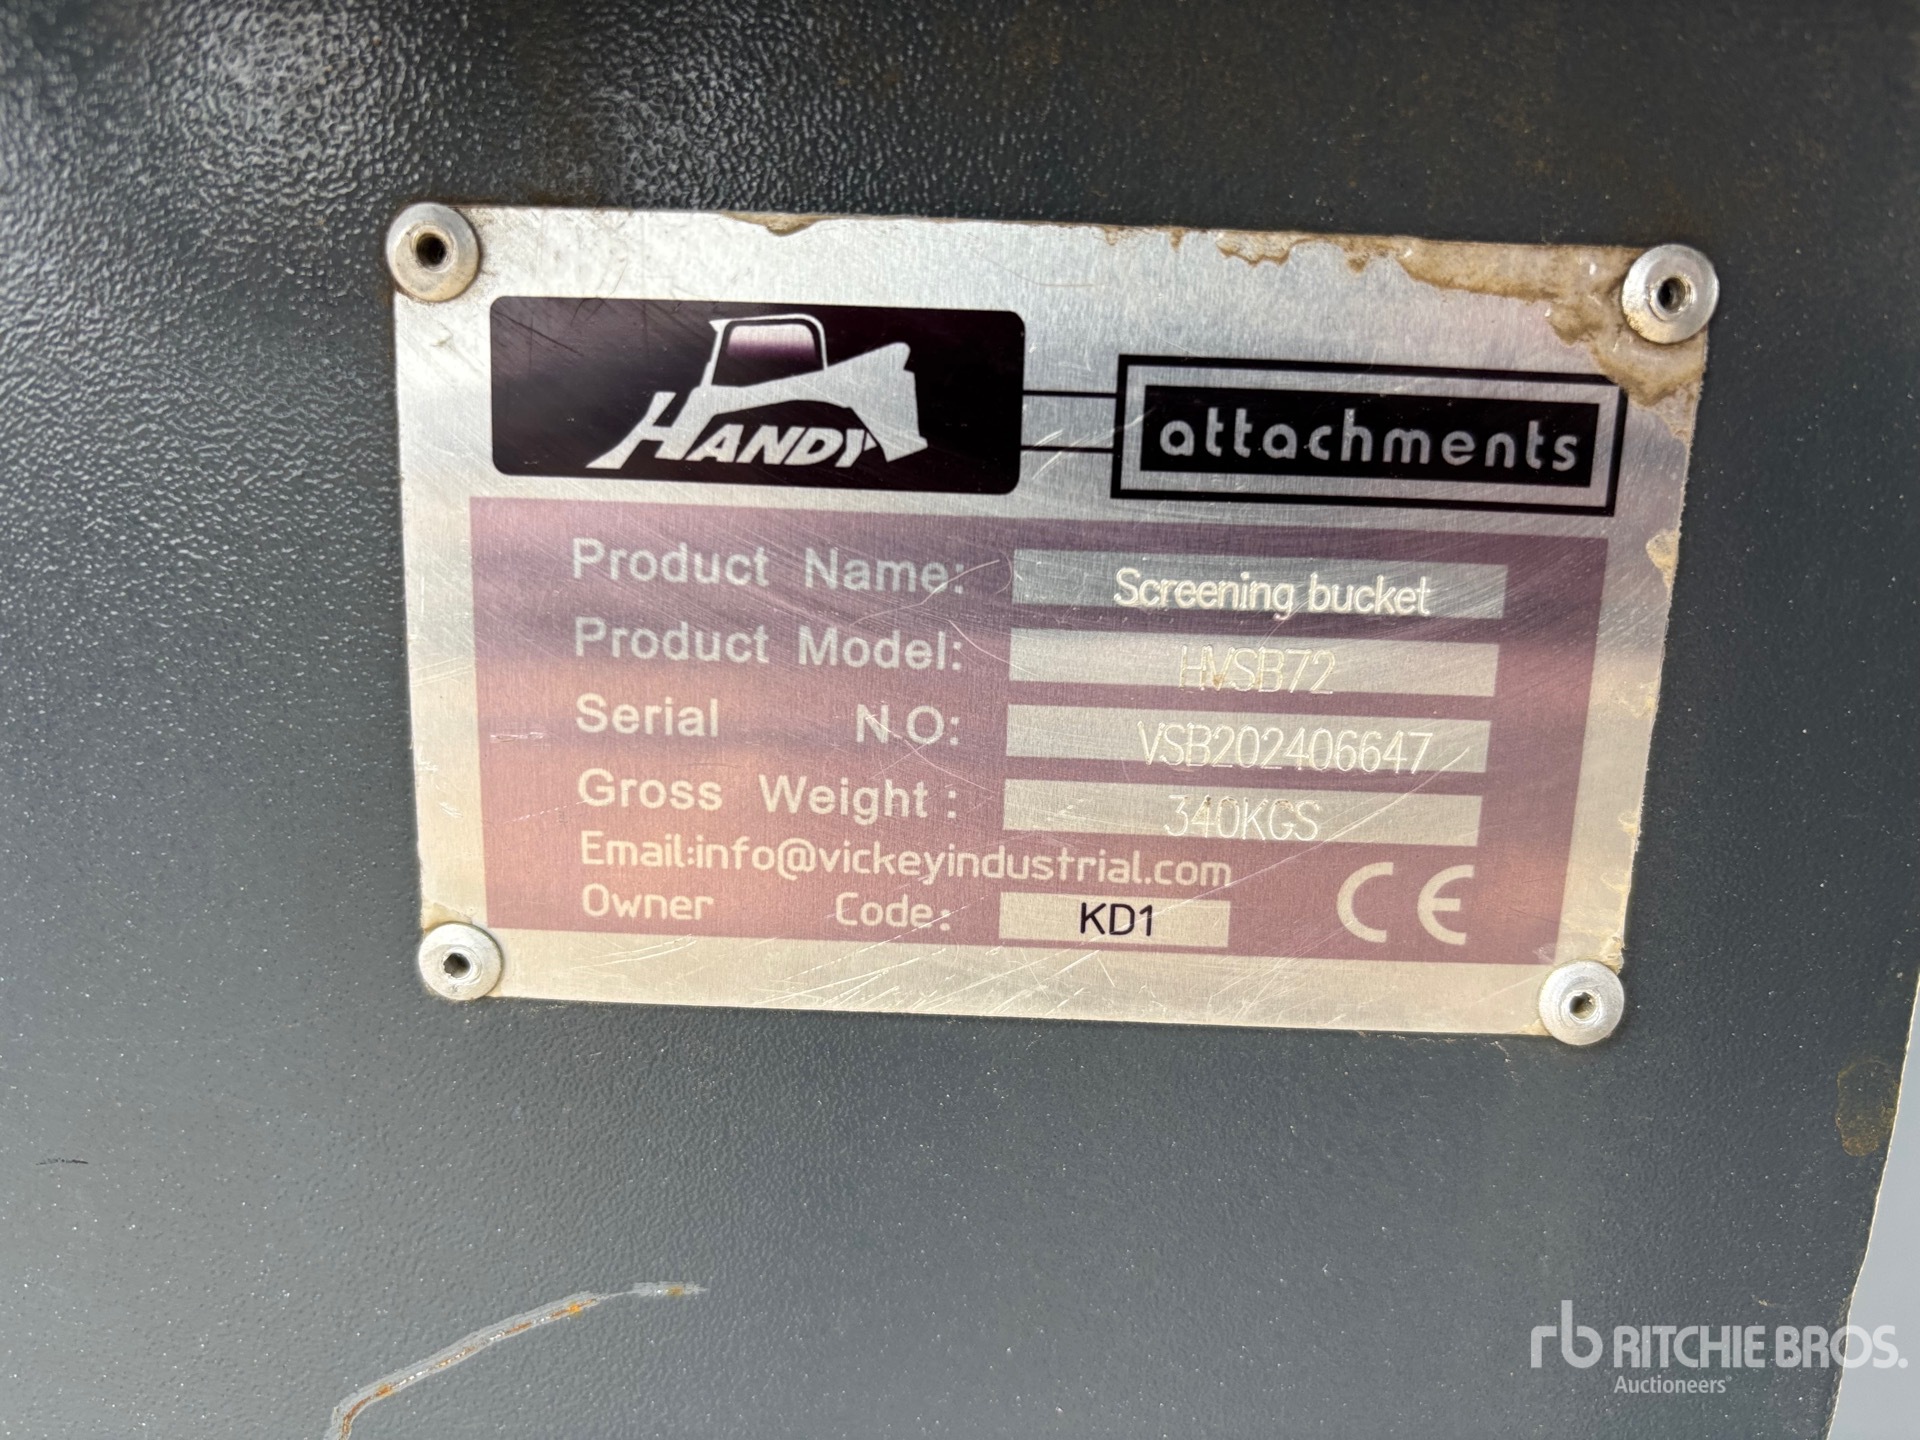 HANDY
attachments
Product Name: Screening bucket
Product Model: HVSB72
Serial N.O: VSB202406647
Gross Weight: 340KGS
Email:info@vickeyindustrial.com
Owner Code: KD1
CE
rb RITCHIE BROS.
Auctioneers